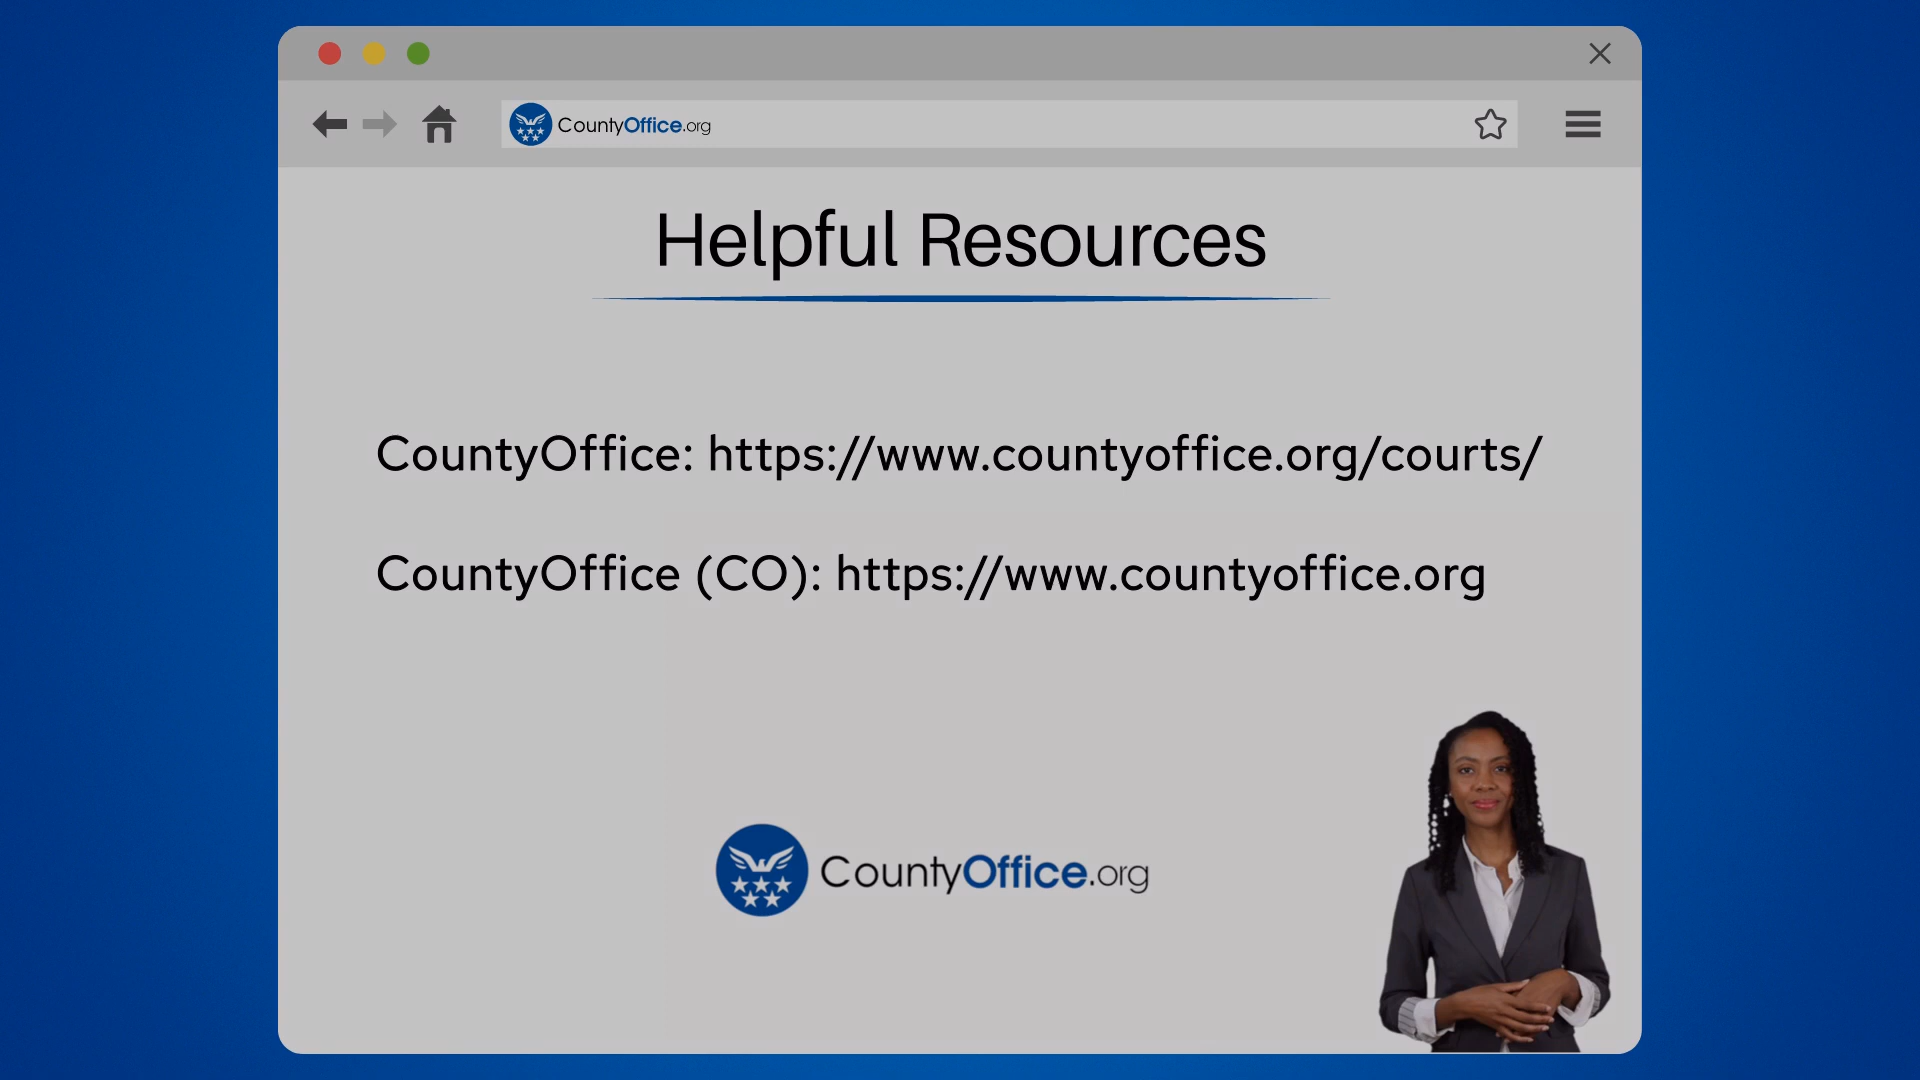 CountyOffice.org
Helpful Resources
CountyOffice: https://www.countyoffice.org/courts/
CountyOffice (CO): https://www.countyoffice.org
CountyOffice.org